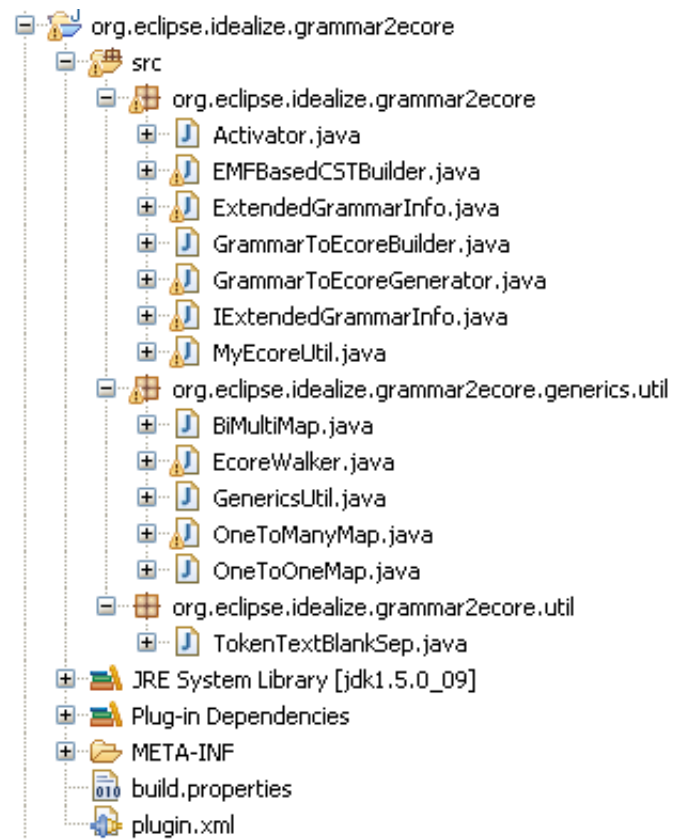 org.eclipse.idealize.grammar2ecore
src
org.eclipse.idealize.grammar2ecore
Activator.java
EMFBasedCSTBuilder.java
ExtendedGrammarInfo.java
GrammarToEcoreBuilder.java
GrammarToEcoreGenerator.java
IExtendedGrammarInfo.java
MyEcoreUtil.java
org.eclipse.idealize.grammar2ecore.generics.util
BiMultiMap.java
EcoreWalker.java
GenericsUtil.java
OneToManyMap.java
OneToOneMap.java
org.eclipse.idealize.grammar2ecore.util
TokenTextBlankSep.java
JRE System Library [jdk1.5.0_09]
Plug-in Dependencies
META-INF
build.properties
plugin.xml